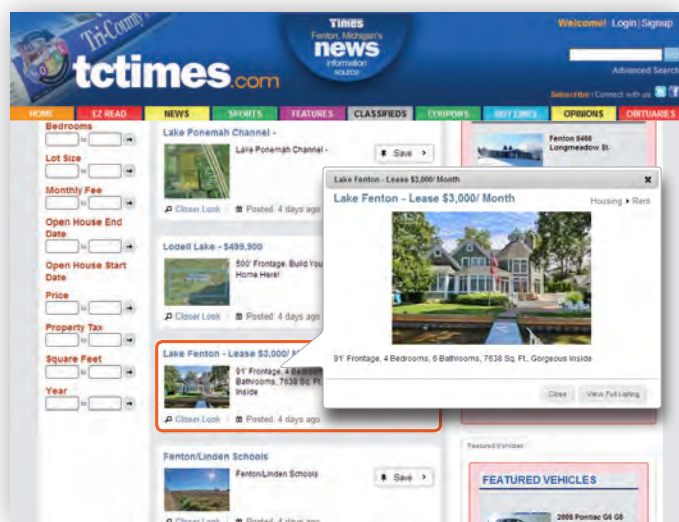 Tri-County
Times
Fenton, Michigan's
news
information
source
Welcome! Login | Signup
tctimes.com
Advanced Search
Subscribe | Connect with us:
HOME EZ READ NEWS SPORTS FEATURES CLASSIFIEDS COUPONS HOT LINES OPINIONS OBITUARIES
Bedrooms
to
Lot Size
to
Monthly Fee
to
Open House End
Date
to
Open House Start
Date
to
Price
to
Property Tax
to
Square Feet
to
Year
to
Lake Ponemah Channel -
Lake Ponemah Channel -
Save
Closer Look Posted: 4 days ago
Lodell Lake - $499,900
500' Frontage, Build You
Home Here!
Closer Look Posted: 4 days ago
Lake Fenton - Lease $3,000/
91' Frontage, 4 Bedroom
Bathrooms, 7638 Sq. Ft.
Inside
Closer Look Posted: 4 days ago
Fenton/Linden Schools
Fenton/Linden Schools
Save
Closer Look Posted: 4 days ago
Fenton 5466
Longmeadow St.
Lake Fenton - Lease $3,000/ Month
Lake Fenton - Lease $3,000/ Month
Housing Rent
91' Frontage, 4 Bedrooms, 6 Bathrooms, 7638 Sq. Ft., Gorgeous Inside
Close View Full Listing
Featured Vehicles
FEATURED VEHICLES
2008 Pontiac G6 G6